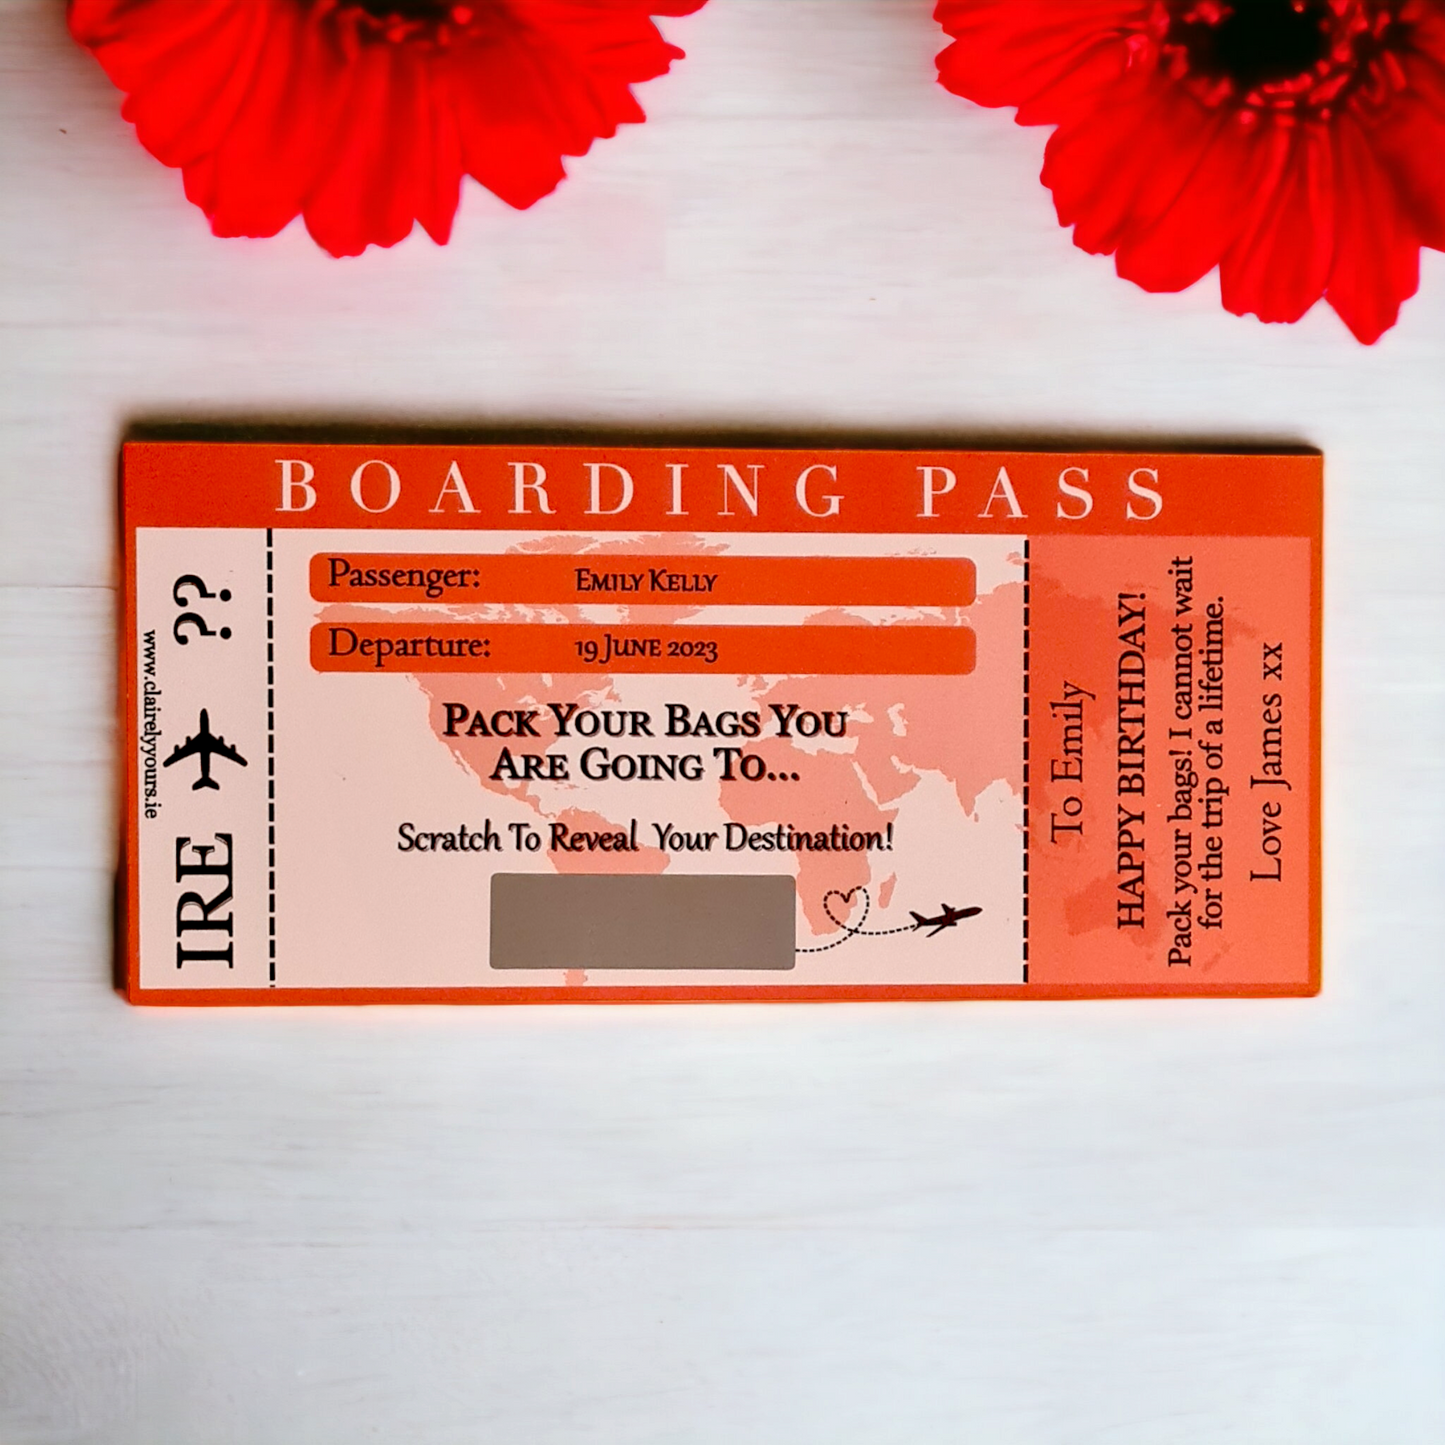 BOARDING PASS
www.clairelyyours.ie
IRE ??
Passenger: EMILY KELLY
Departure: 19 JUNE 2023
PACK YOUR BAGS YOU
ARE GOING TO...
Scratch To Reveal Your Destination!
To Emily
HAPPY BIRTHDAY!
Pack your bags! I cannot wait
for the trip of a lifetime.
Love James xx